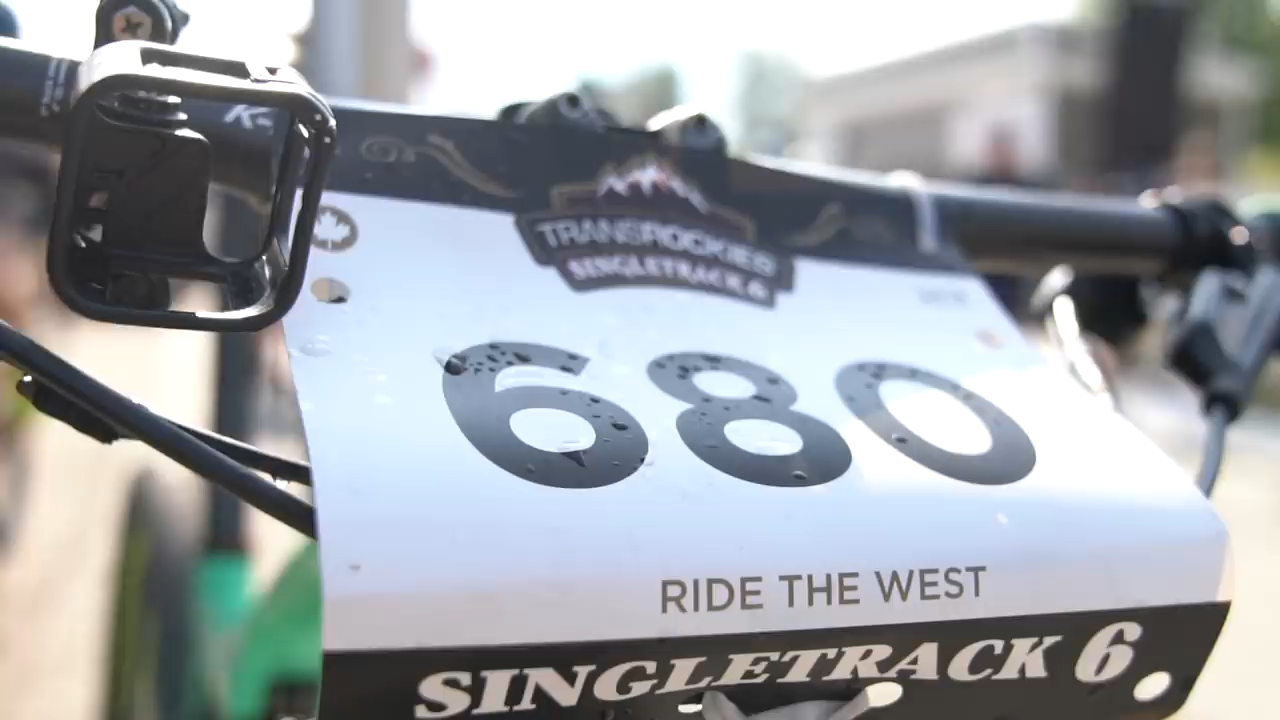 K-
TRANSROCKIES
SINGLETRACK 6
680
RIDE THE WEST
SINGLETRACK 6